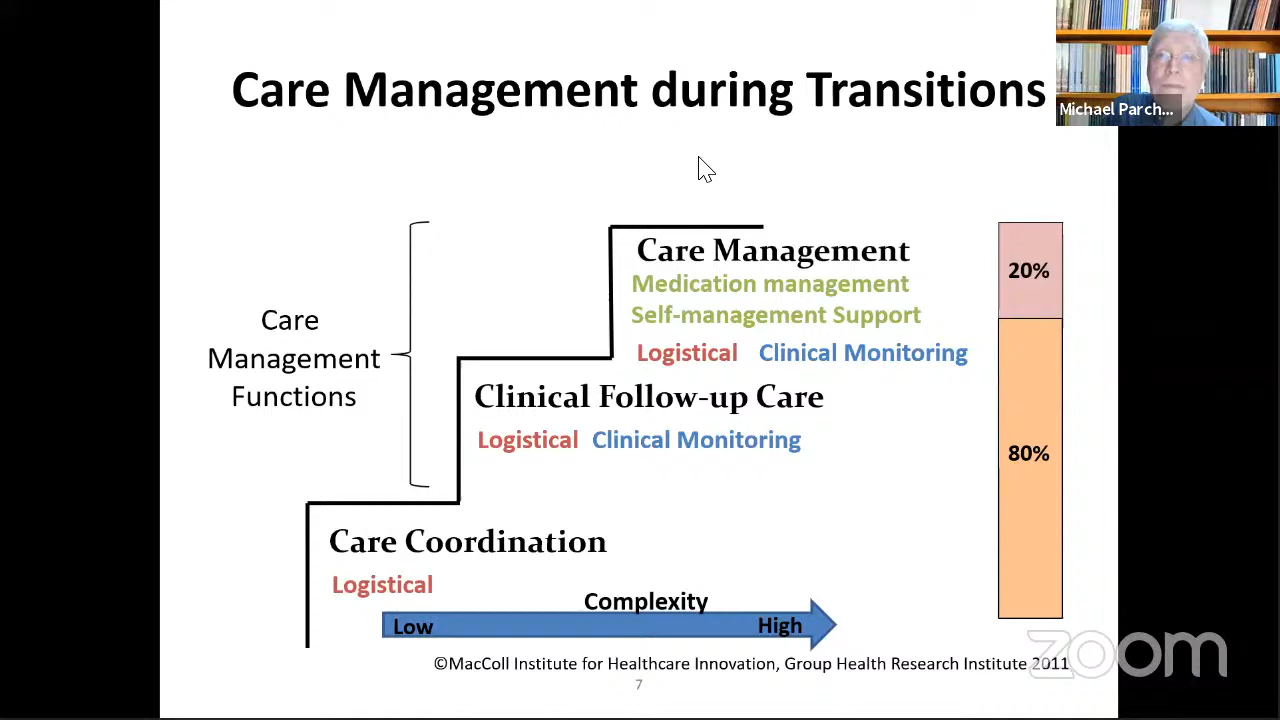 Care Management during Transitions
Michael Parch...
Care Management
Medication management
Self-management Support
Logistical Clinical Monitoring
20%
Care
Management
Functions
Clinical Follow-up Care
Logistical Clinical Monitoring
80%
Care Coordination
Logistical
Complexity
Low High
©MacColl Institute for Healthcare Innovation, Group Health Research Institute 2011
7
zoom